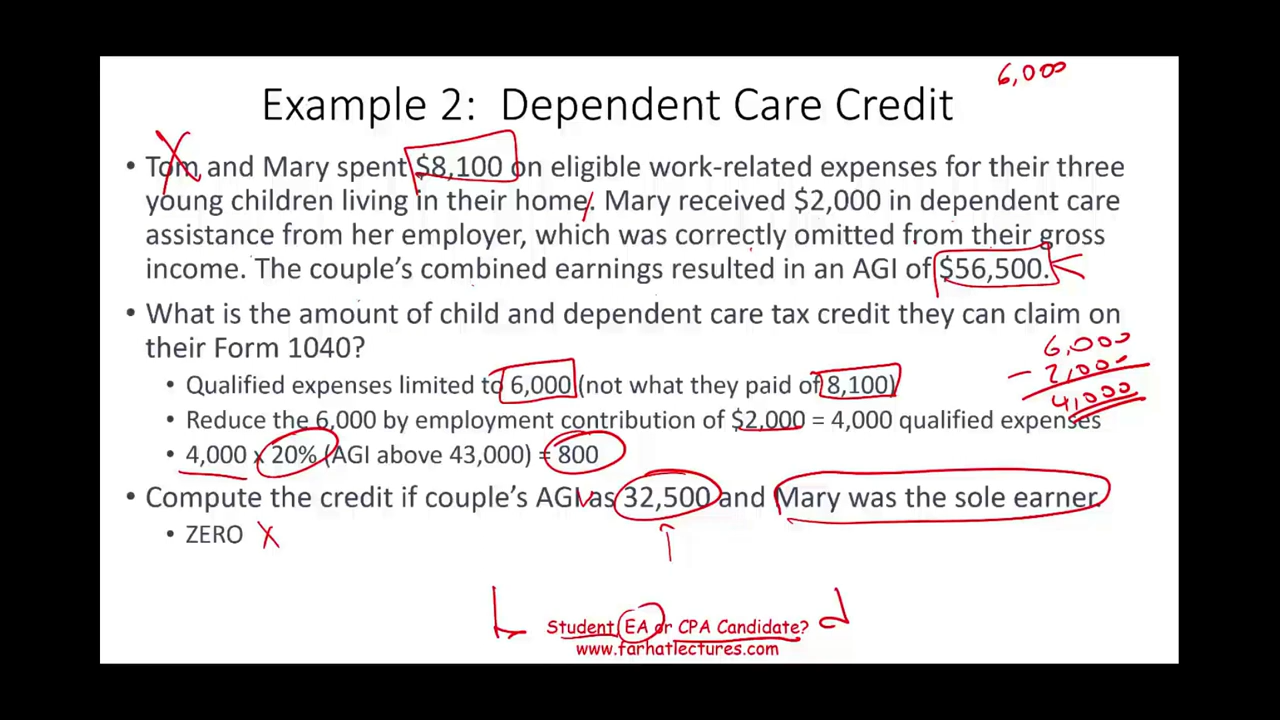 6,000
Example 2: Dependent Care Credit
• Tom and Mary spent $8,100 on eligible work-related expenses for their three
young children living in their home. Mary received $2,000 in dependent care
assistance from her employer, which was correctly omitted from their gross
income. The couple's combined earnings resulted in an AGI of $56,500.
• What is the amount of child and dependent care tax credit they can claim on
their Form 1040?
6,000
• Qualified expenses limited to 6,000 (not what they paid of 8,100)
- 2,000
4,000
• Reduce the 6,000 by employment contribution of $2,000 = 4,000 qualified expenses
• 4,000 x 20% (AGI above 43,000) = 800
• Compute the credit if couple's AGI as 32,500 and Mary was the sole earner.
• ZERO X
Student, EA or CPA Candidate?
www.farhatlectures.com